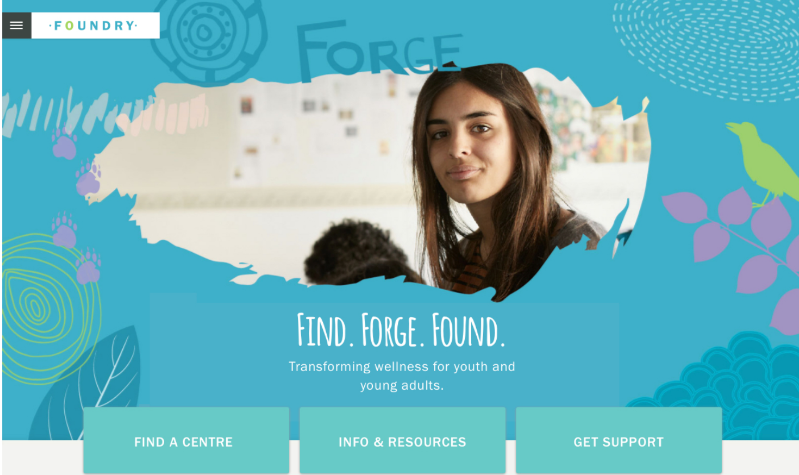 ·FOUNDRY·
FORGE
FIND. FORGE. FOUND.
Transforming wellness for youth and
young adults.
FIND A CENTRE
INFO & RESOURCES
GET SUPPORT